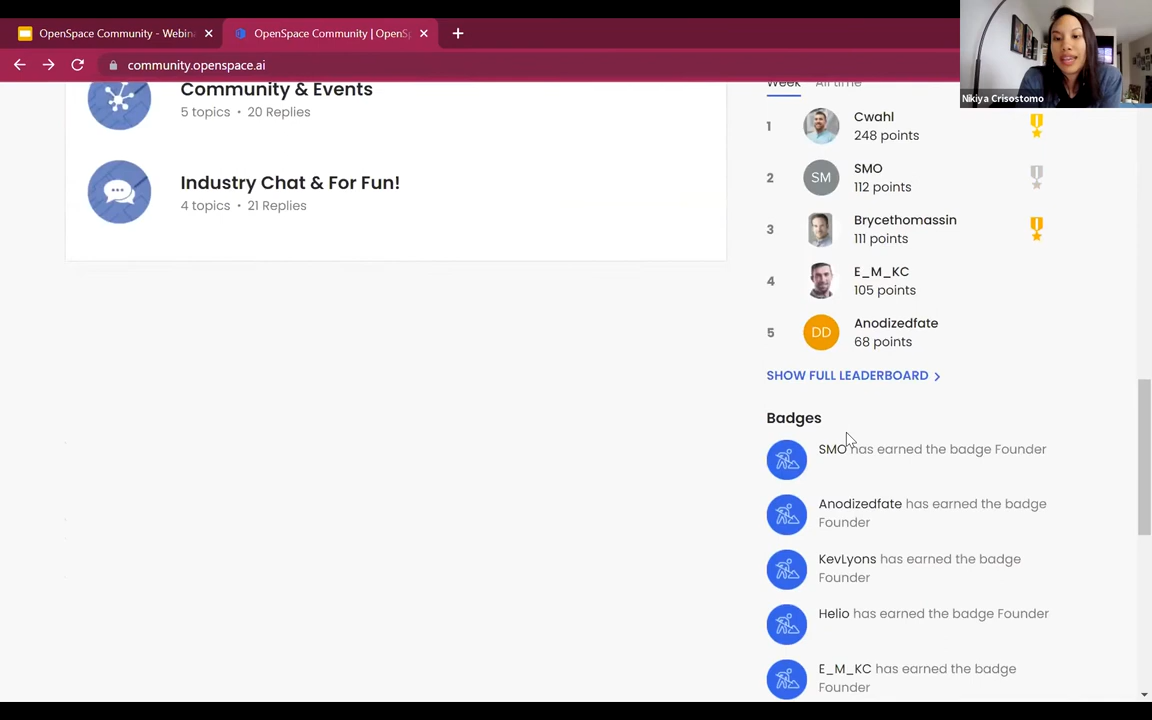 OpenSpace Community - Webin
OpenSpace Community | OpenS
community.openspace.ai
Nikiya Crisostomo
Community & Events
5 topics • 20 Replies
Industry Chat & For Fun!
4 topics • 21 Replies
Week All time
1 Cwahl
248 points
2 SM SMO
112 points
3 Brycethomassin
111 points
4 E_M_KC
105 points
5 DD Anodizedfate
68 points
SHOW FULL LEADERBOARD >
Badges
SMO has earned the badge Founder
Anodizedfate has earned the badge
Founder
KevLyons has earned the badge
Founder
Helio has earned the badge Founder
E_M_KC has earned the badge
Founder